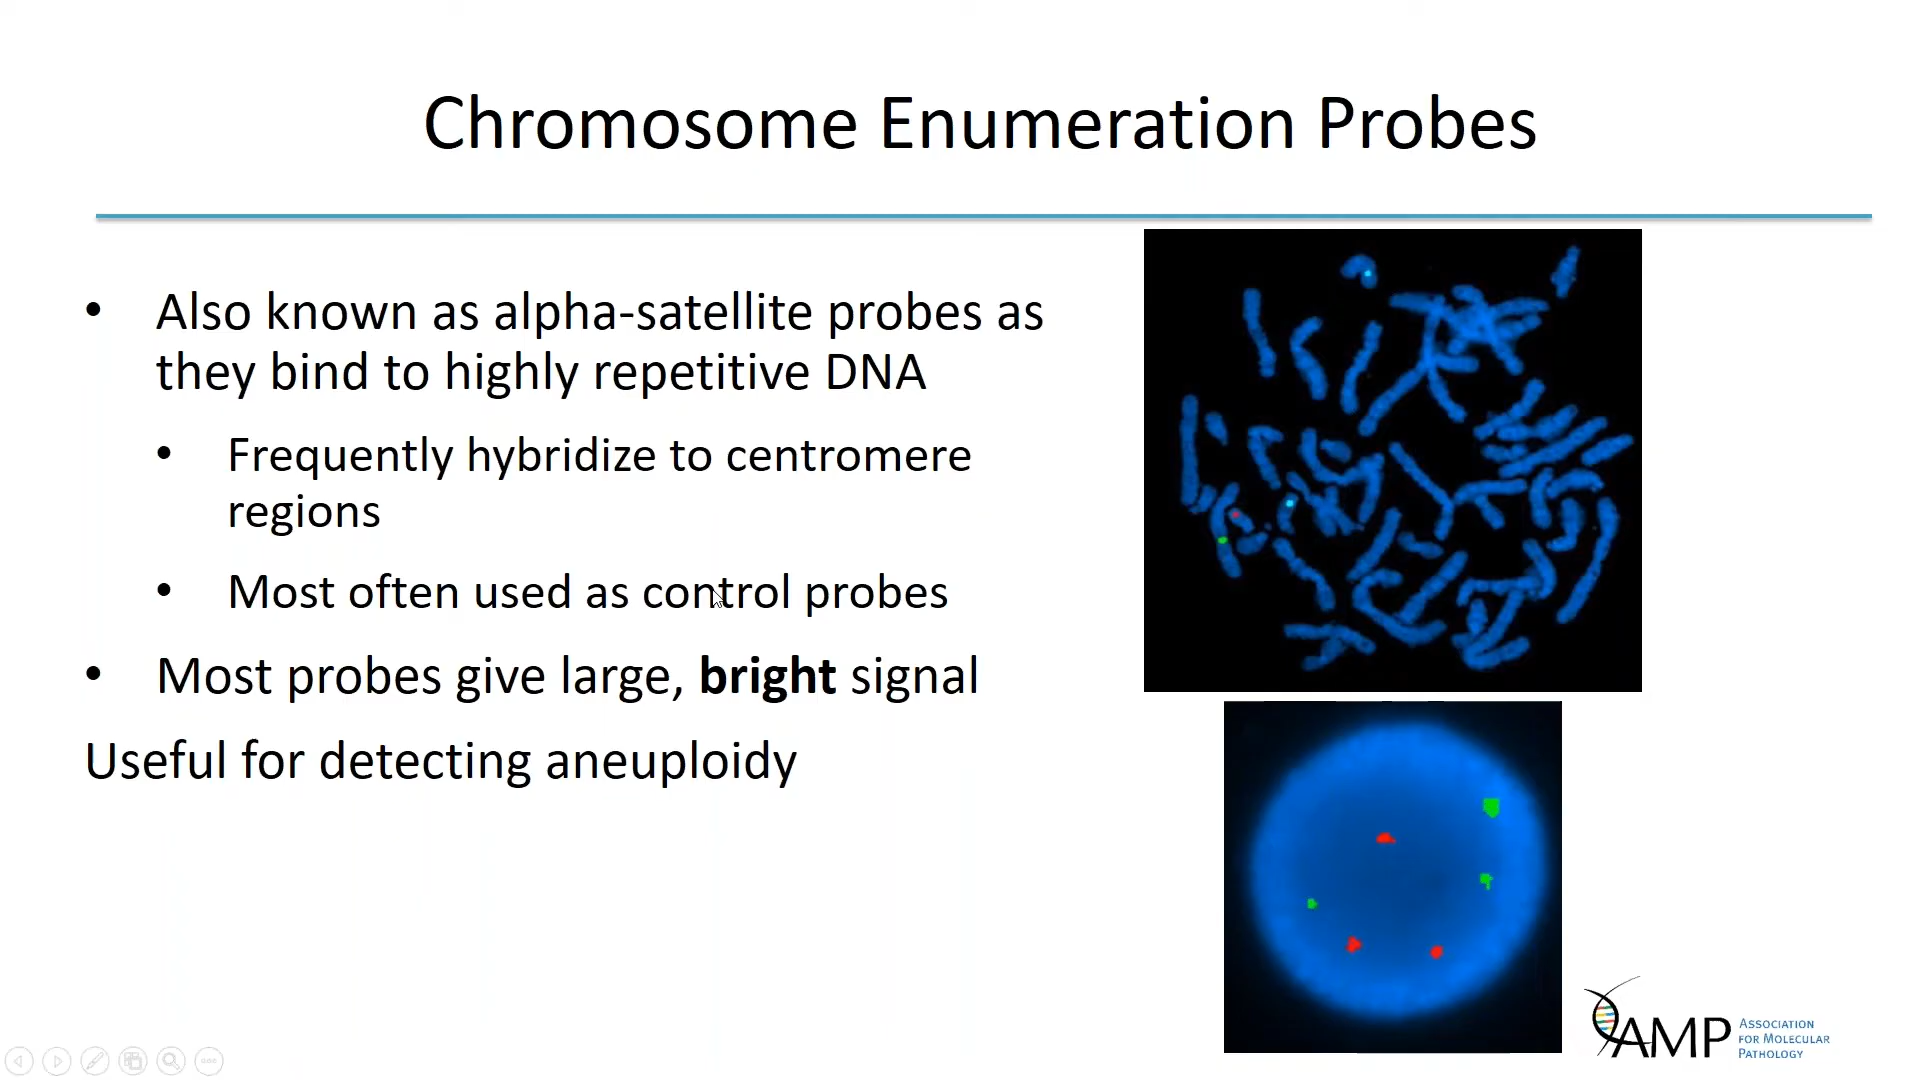 Chromosome Enumeration Probes
• Also known as alpha-satellite probes as
they bind to highly repetitive DNA
• Frequently hybridize to centromere
regions
• Most often used as control probes
• Most probes give large, bright signal
Useful for detecting aneuploidy
AMP
ASSOCIATION
FOR MOLECULAR
PATHOLOGY